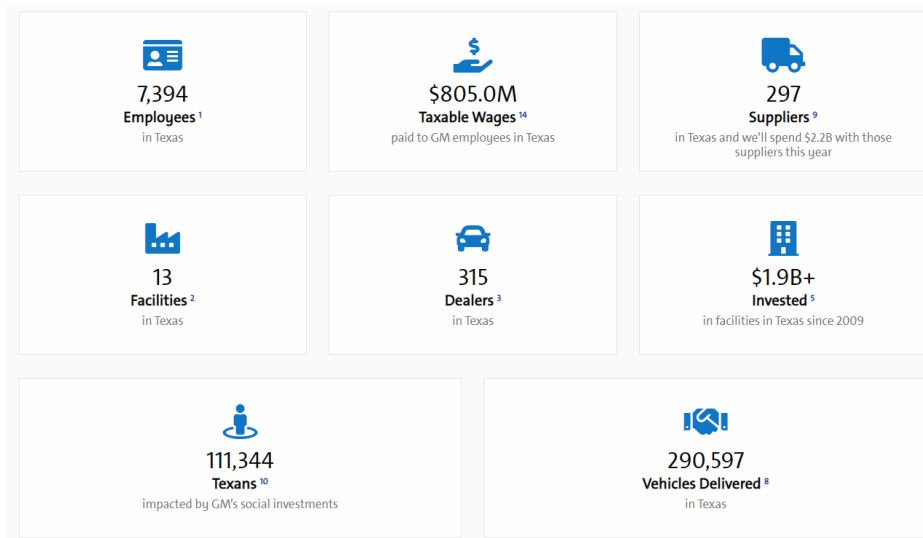 7,394
Employees 1
in Texas
$805.0M
Taxable Wages 14
paid to GM employees in Texas
297
Suppliers 9
in Texas and we'll spend $2.2B with those
suppliers this year
13
Facilities 2
in Texas
315
Dealers 3
in Texas
$1.9B+
Invested 5
in facilities in Texas since 2009
111,344
Texans 10
impacted by GM's social investments
290,597
Vehicles Delivered 8
in Texas